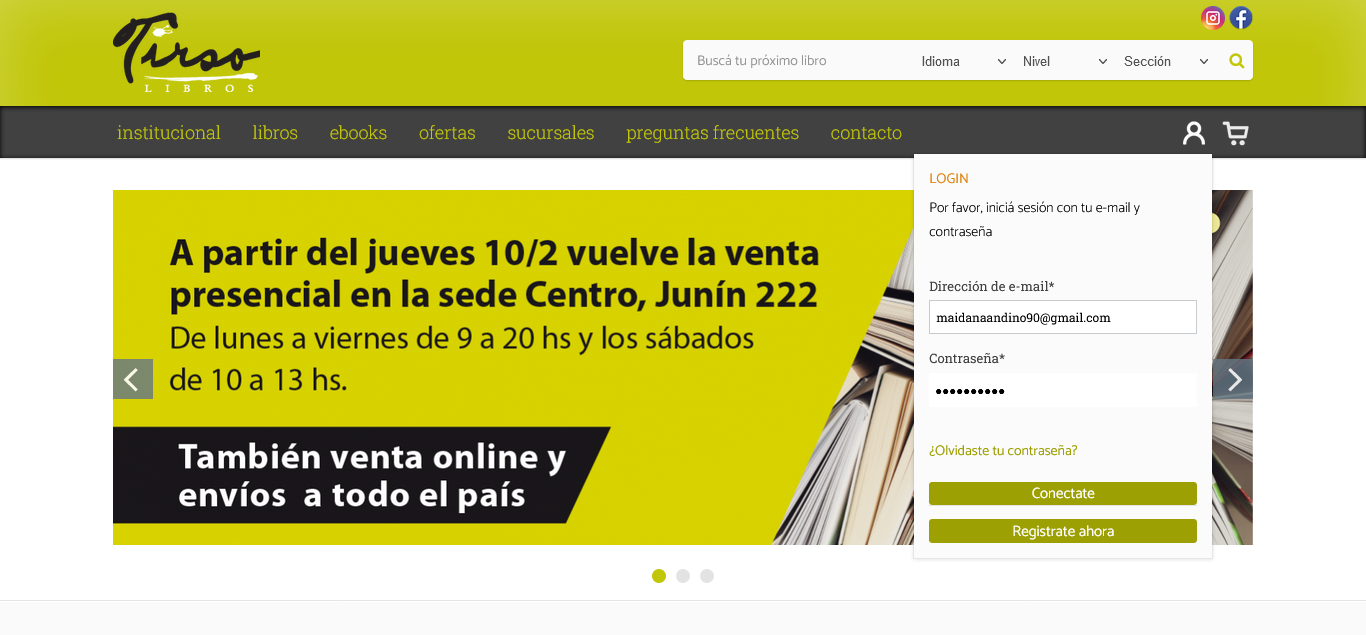 Tirso
LIBROS
Buscá tu próximo libro
Idioma
Nivel
Sección
institucional
libros
ebooks
ofertas
sucursales
preguntas frecuentes
contacto
A partir del jueves 10/2 vuelve la venta
presencial en la sede Centro, Junín 222
De lunes a viernes de 9 a 20 hs y los sábados
de 10 a 13 hs.
También venta online y
envíos a todo el país
LOGIN
Por favor, iniciá sesión con tu e-mail y
contraseña
Dirección de e-mail*
maidanaandino90@gmail.com
Contraseña*
••••••••••
¿Olvidaste tu contraseña?
Conectate
Registrate ahora